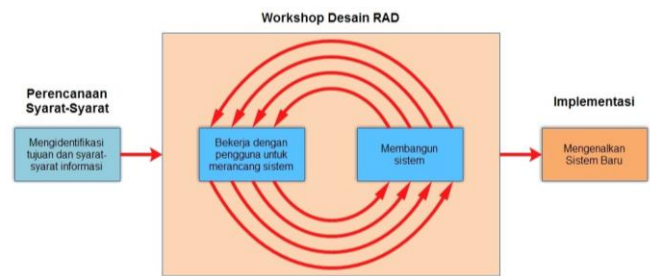 Workshop Desain RAD
Perencanaan
Syarat-Syarat
Mengidentifikasi
tujuan dan syarat-
syarat informasi
Bekerja dengan
pengguna untuk
merancang sistem
Membangun
sistem
Implementasi
Mengenalkan
Sistem Baru